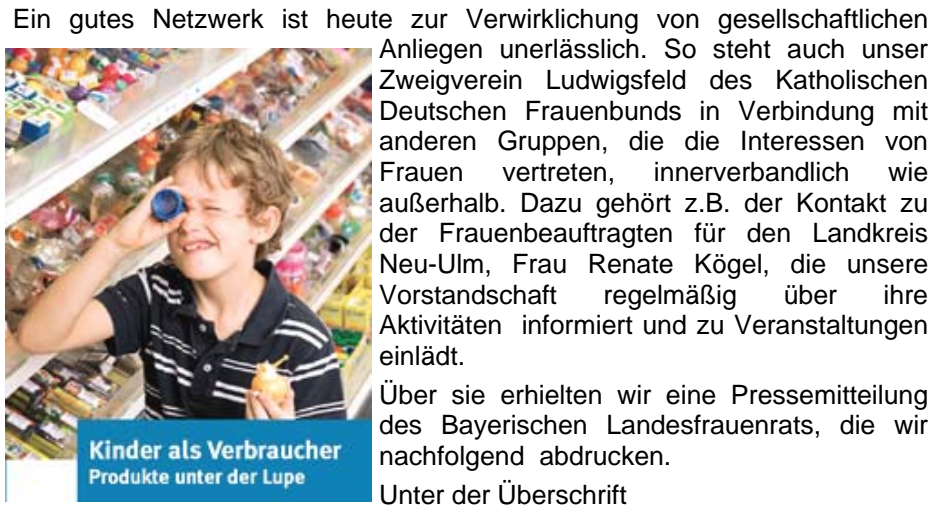 Ein gutes Netzwerk ist heute zur Verwirklichung von gesellschaftlichen
Anliegen unerlässlich. So steht auch unser
Zweigverein Ludwigsfeld des Katholischen
Deutschen Frauenbunds in Verbindung mit
anderen Gruppen, die die Interessen von
Frauen vertreten, innerverbandlich wie
außerhalb. Dazu gehört z.B. der Kontakt zu
der Frauenbeauftragten für den Landkreis
Neu-Ulm, Frau Renate Kögel, die unsere
Vorstandschaft regelmäßig über ihre
Aktivitäten informiert und zu Veranstaltungen
einlädt.
Über sie erhielten wir eine Pressemitteilung
des Bayerischen Landesfrauenrats, die wir
nachfolgend abdrucken.
Unter der Überschrift
Kinder als Verbraucher
Produkte unter der Lupe